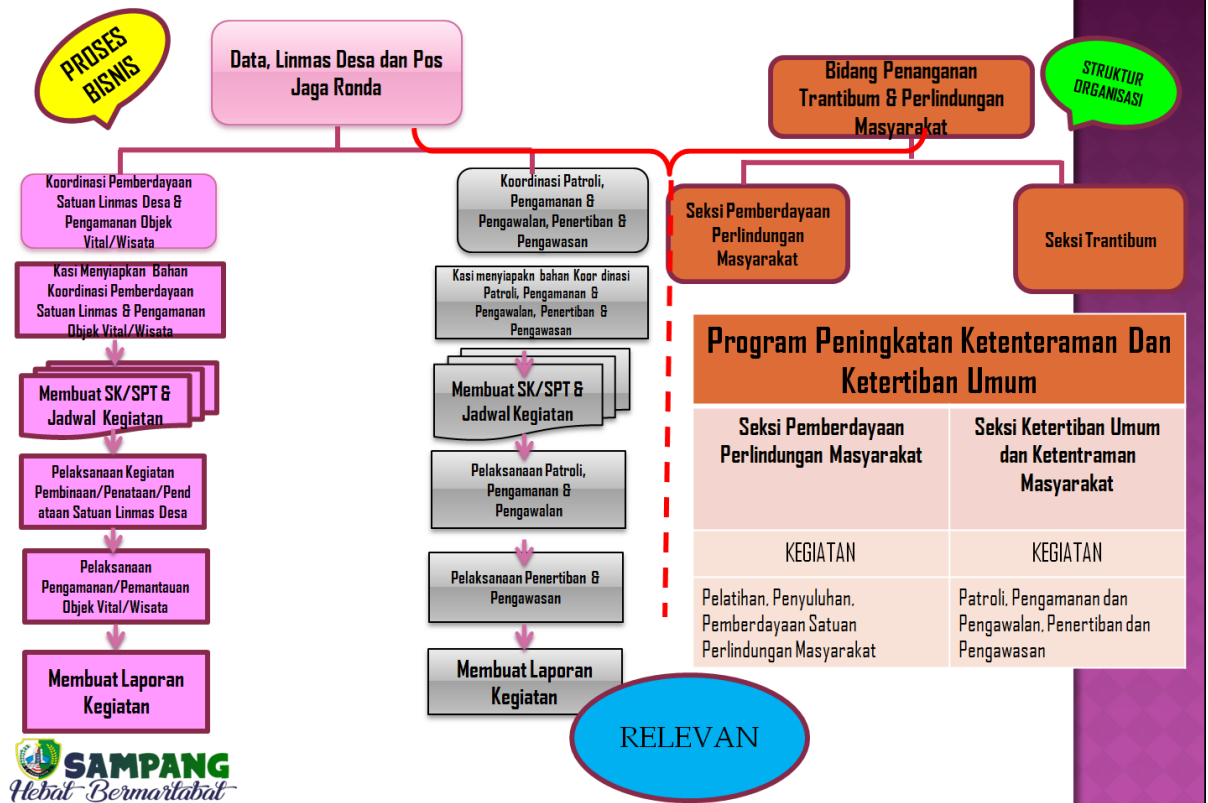 PROSES
BISNIS
Data, Linmas Desa dan Pos
Jaga Ronda
Bidang Penanganan
Trantibum & Perlindungan
Masyarakat
STRUKTUR
ORGANISASI
Koordinasi Pemberdayaan
Satuan Linmas Desa &
Pengamanan Objek
Vital/Wisata
Kasi Menyiapkan Bahan
Koordinasi Pemberdayaan
Satuan Linmas & Pengamanan
Objek Vital/Wisata
Membuat SK/SPT &
Jadwal Kegiatan
Pelaksanaan Kegiatan
Pembinaan/Penataan/Pend
ataan Satuan Linmas Desa
Pelaksanaan
Pengamanan/Pemantauan
Objek Vital/Wisata
Membuat Laporan
Kegiatan
Koordinasi Patroli,
Pengamanan &
Pengawalan, Penertiban &
Pengawasan
Kasi menyiapkn bahan Koor dinasi
Patroli, Pengamanan &
Pengawalan, Penertiban &
Pengawasan
Membuat SK/SPT &
Jadwal Kegiatan
Pelaksanaan Patroli,
Pengamanan &
Pengawalan
Pelaksanaan Penertiban &
Pengawasan
Membuat Laporan
Kegiatan
Seksi Pemberdayaan
Perlindungan
Masyarakat
Seksi Trantibum
Program Peningkatan Ketenteraman Dan
Ketertiban Umum
Seksi Pemberdayaan
Perlindungan Masyarakat
Seksi Ketertiban Umum
dan Ketentraman
Masyarakat
KEGIATAN
KEGIATAN
Pelatihan, Penyuluhan,
Pemberdayaan Satuan
Perlindungan Masyarakat
Patroli, Pengamanan dan
Pengawalan, Penertiban dan
Pengawasan
RELEVAN
SAMPANG
Hebat Bermartabat